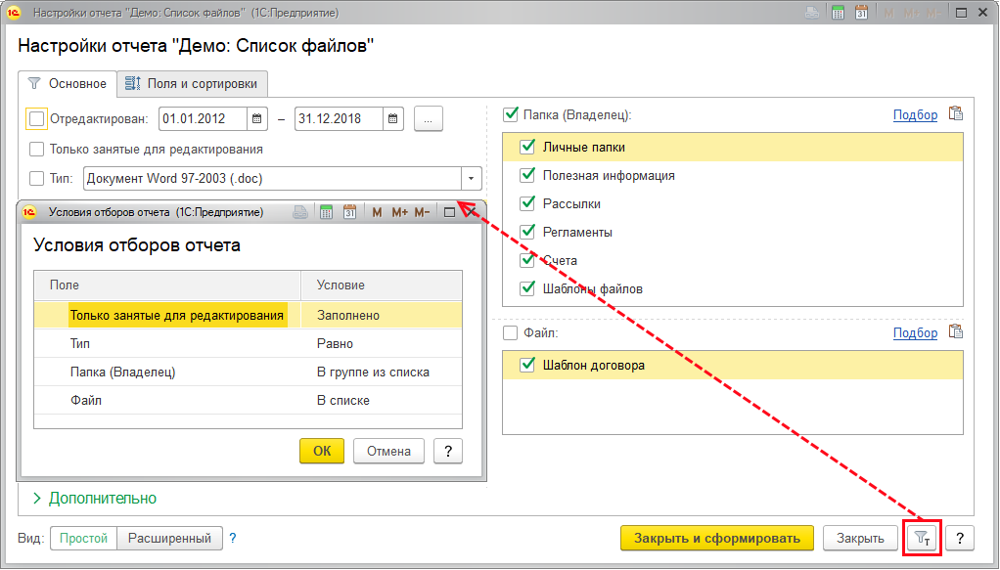 Настройки отчета "Демо: Список файлов" (1С:Предприятие)
31 M M+ M-
Настройки отчета "Демо: Список файлов"
Основное Поля и сортировки
Отредактирован: 01.01.2012 – 31.12.2018 ...
Только занятые для редактирования
Тип: Документ Word 97-2003 (.doc)
Папка (Владелец): Подбор
Личные папки
Полезная информация
Рассылки
Регламенты
Счета
Шаблоны файлов
Файл: Подбор
Шаблон договора
Условия отборов отчета (1С:Предприятие) 31 M M+ M-
Условия отборов отчета
Поле Условие
Только занятые для редактирования Заполнено
Тип Равно
Папка (Владелец) В группе из списка
Файл В списке
ОК Отмена ?
Дополнительно
Вид: Простой Расширенный ? Закрыть и сформировать Закрыть Т ?